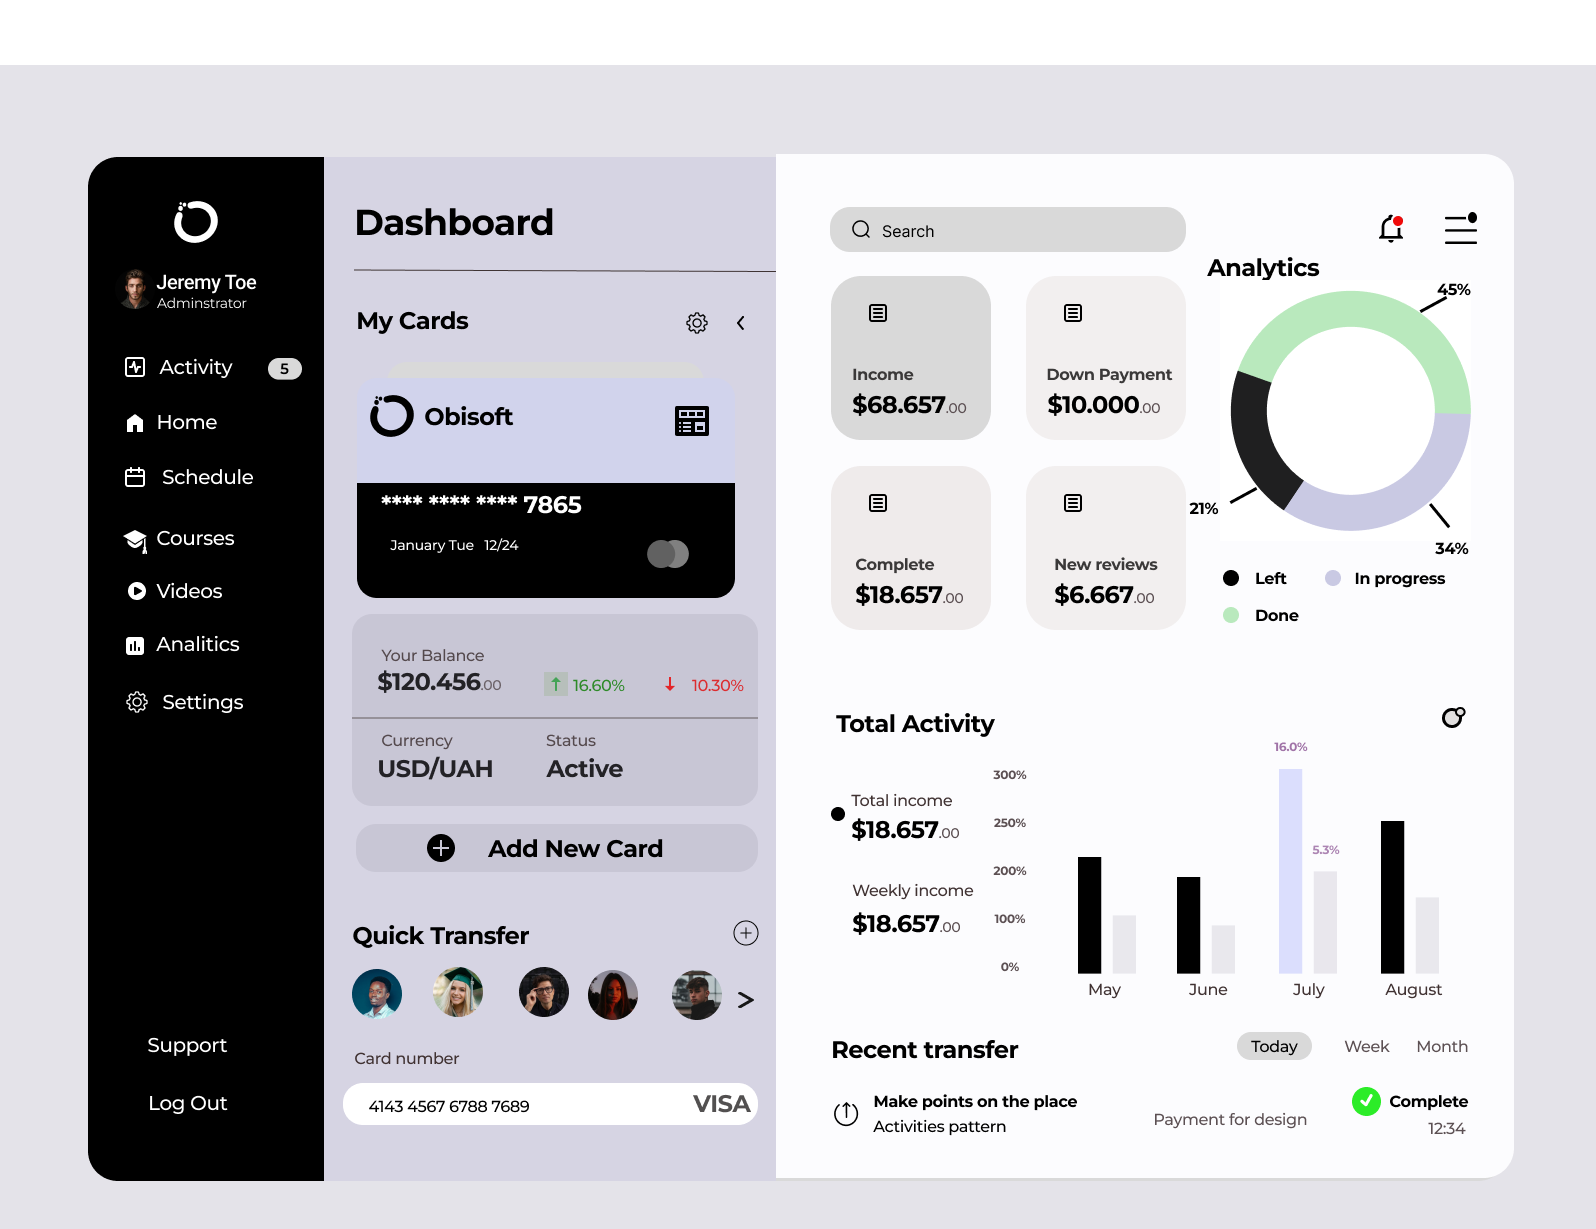 Jeremy Toe
Adminstrator
Activity
5
Home
Schedule
Courses
Videos
Analitics
Settings
Support
Log Out
Dashboard
My Cards
Obisoft
**** **** **** 7865
January Tue 12/24
Your Balance
$120.456.00
16.60%
10.30%
Currency
Status
USD/UAH
Active
Add New Card
Quick Transfer
>
Card number
4143 4567 6788 7689
VISA
Search
Income
$68.657.00
Down Payment
$10.000.00
Complete
$18.657.00
New reviews
$6.667.00
Analytics
45%
21%
34%
Left
In progress
Done
Total Activity
Total income
$18.657.00
Weekly income
$18.657.00
300%
250%
200%
100%
0%
16.0%
5.3%
May
June
July
August
Recent transfer
Today
Week
Month
Make points on the place
Activities pattern
Payment for design
Complete
12:34